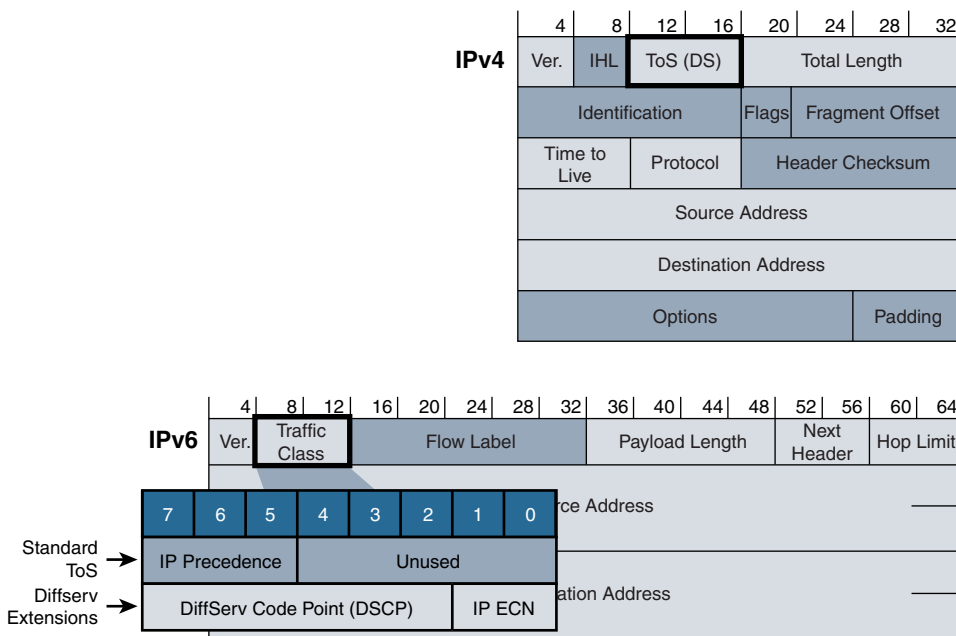 4 8 12 16 20 24 28 32
IPv4 Ver. IHL ToS (DS) Total Length
Identification Flags Fragment Offset
Time to Live Protocol Header Checksum
Source Address
Destination Address
Options Padding
4 8 12 16 20 24 28 32 36 40 44 48 52 56 60 64
IPv6 Ver. Traffic Class Flow Label Payload Length Next Header Hop Limit
7 6 5 4 3 2 1 0
rce Address
Standard ToS IP Precedence Unused
Diffserv Extensions DiffServ Code Point (DSCP) IP ECN
ation Address